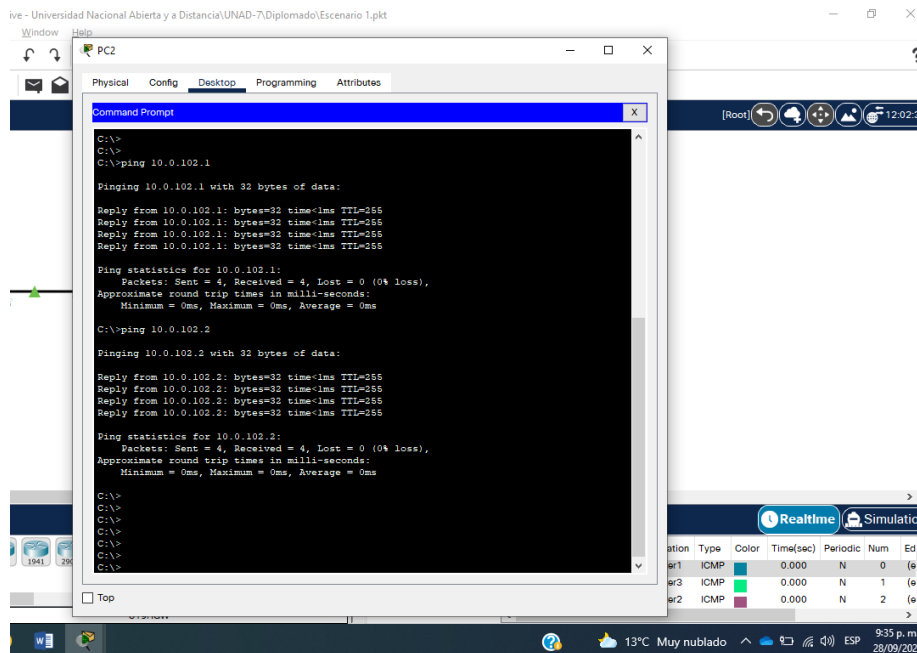 ive - Universidad Nacional Abierta y a Distancia\UNAD-7\Diplomado\Escenario 1.pkt
Window Help
PC2
Physical Config Desktop Programming Attributes
Command Prompt X
[Root] 12:02:3
C:\>
C:\>
C:\>ping 10.0.102.1
Pinging 10.0.102.1 with 32 bytes of data:
Reply from 10.0.102.1: bytes=32 time<1ms TTL=255
Reply from 10.0.102.1: bytes=32 time<1ms TTL=255
Reply from 10.0.102.1: bytes=32 time<1ms TTL=255
Reply from 10.0.102.1: bytes=32 time<1ms TTL=255
Ping statistics for 10.0.102.1:
Packets: Sent = 4, Received = 4, Lost = 0 (0% loss),
Approximate round trip times in milli-seconds:
Minimum = 0ms, Maximum = 0ms, Average = 0ms
C:\>ping 10.0.102.2
Pinging 10.0.102.2 with 32 bytes of data:
Reply from 10.0.102.2: bytes=32 time<1ms TTL=255
Reply from 10.0.102.2: bytes=32 time<1ms TTL=255
Reply from 10.0.102.2: bytes=32 time<1ms TTL=255
Reply from 10.0.102.2: bytes=32 time<1ms TTL=255
Ping statistics for 10.0.102.2:
Packets: Sent = 4, Received = 4, Lost = 0 (0% loss),
Approximate round trip times in milli-seconds:
Minimum = 0ms, Maximum = 0ms, Average = 0ms
C:\>
C:\>
C:\>
C:\>
C:\>
C:\>
C:\>
Top
Realtime Simulatio
1941 290
ation Type Color Time(sec) Periodic Num Ed
er1 ICMP 0.000 N 0 (e
er3 ICMP 0.000 N 1 (e
er2 ICMP 0.000 N 2 (e
13°C Muy nublado ESP
9:35 p. m
28/09/202